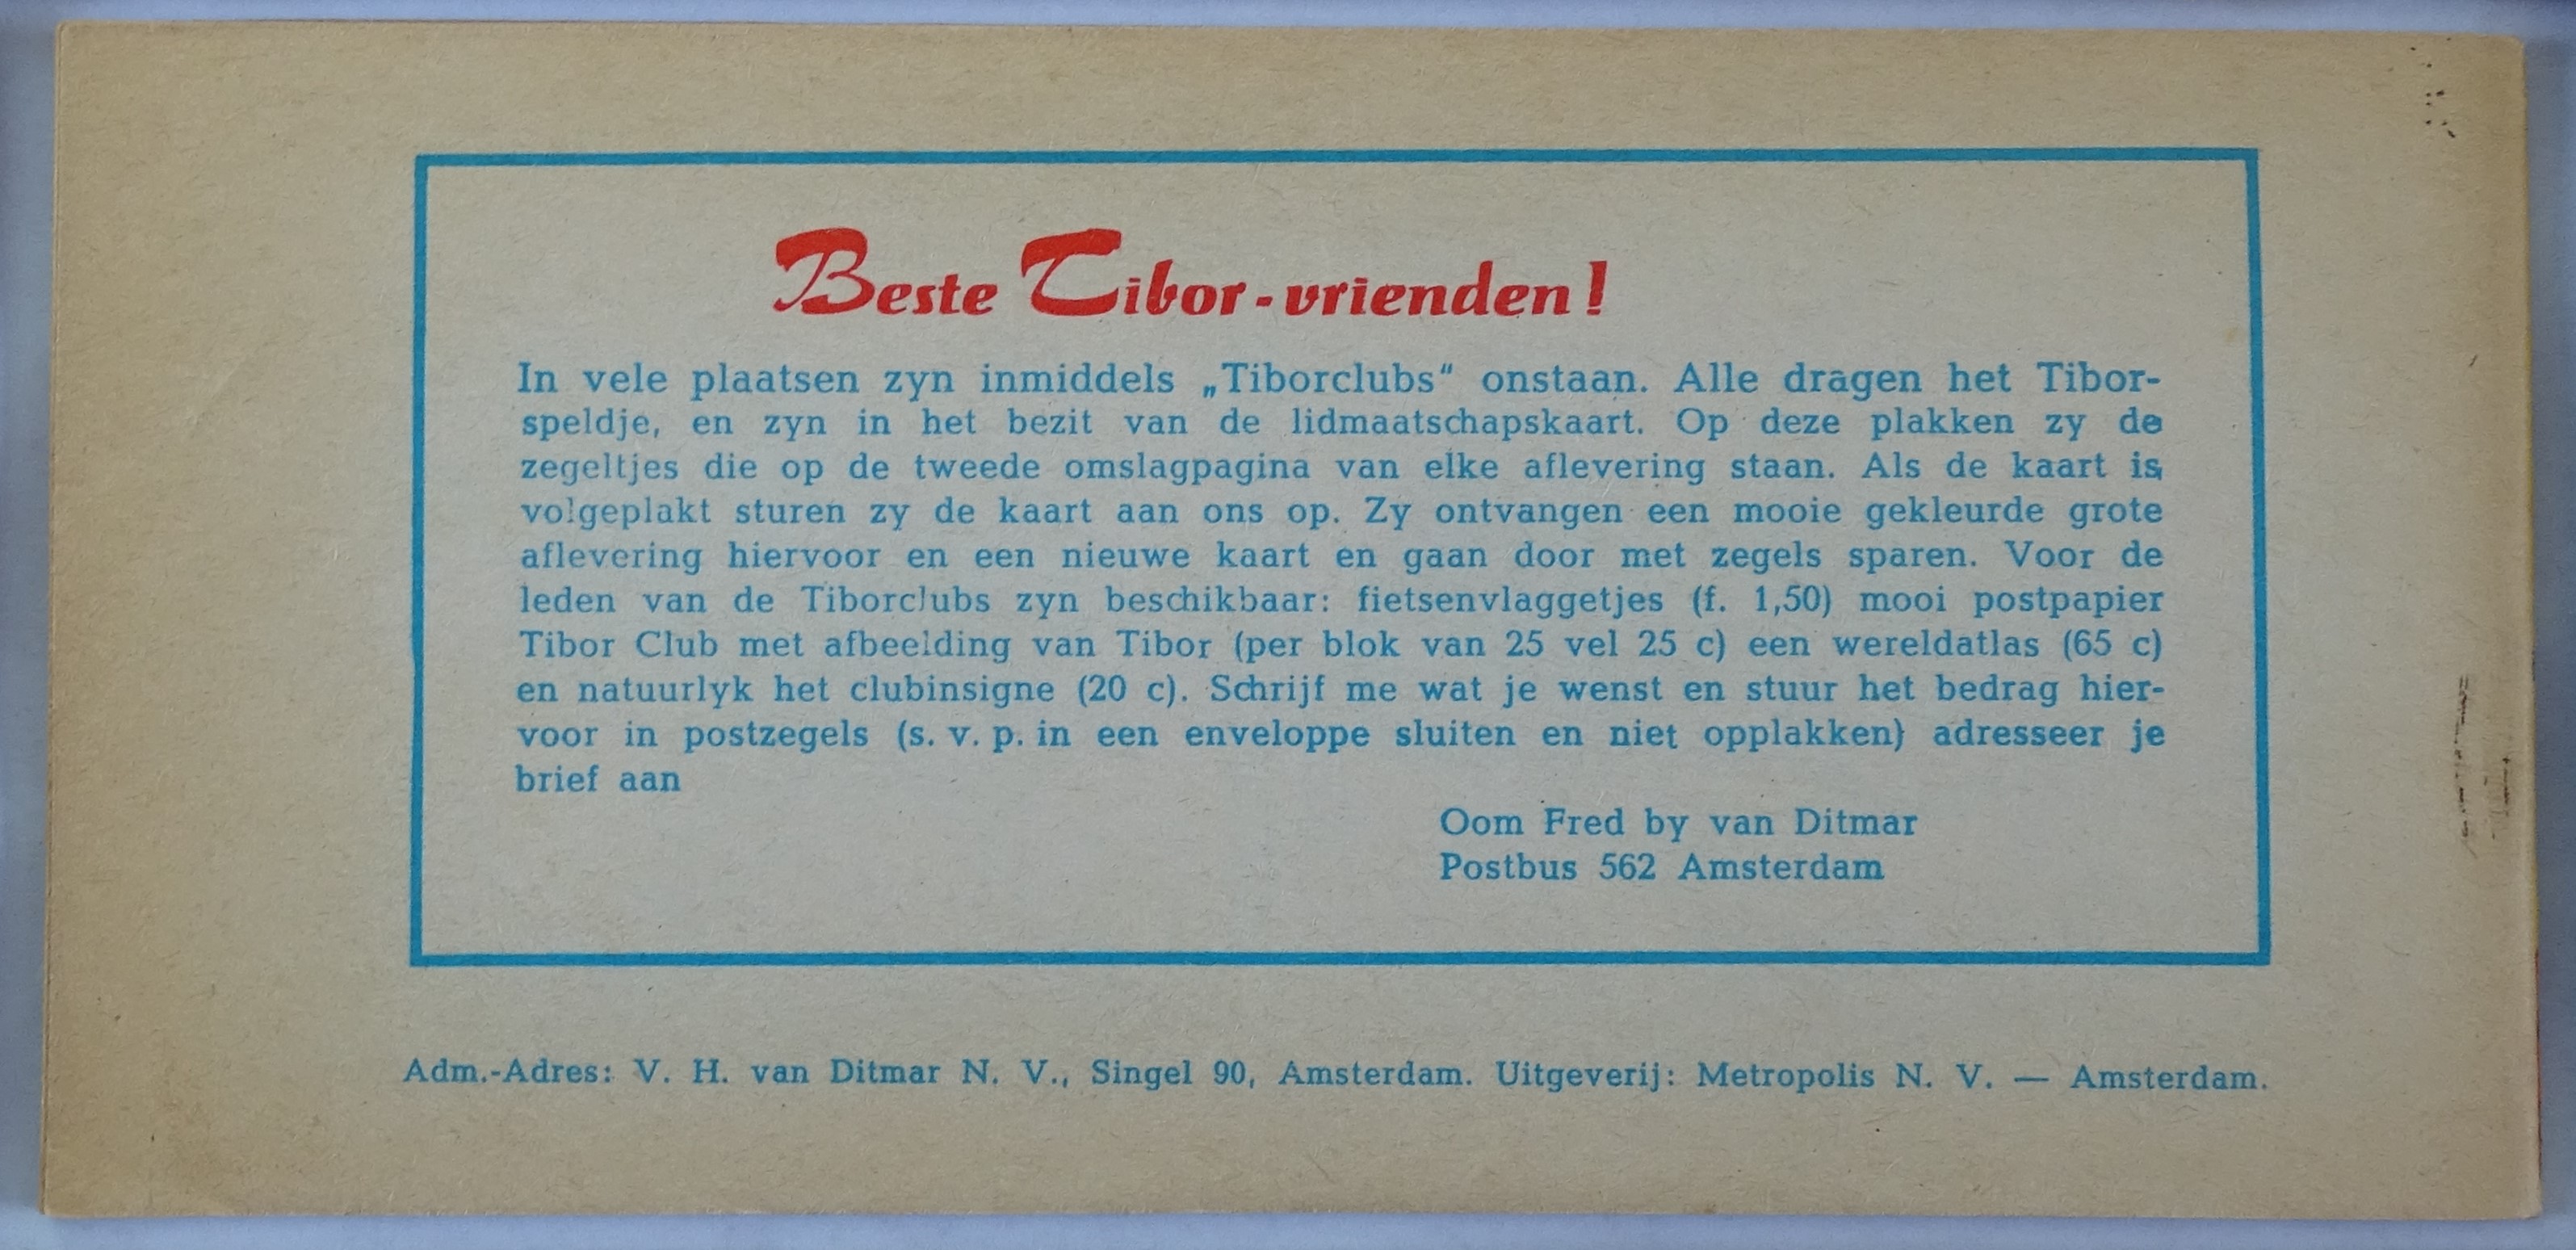 Beste Tibor-vrienden!
In vele plaatsen zyn inmiddels „Tiborclubs“ onstaan. Alle dragen het Tibor-
speldje, en zyn in het bezit van de lidmaatschapskaart. Op deze plakken zy de
zegeltjes die op de tweede omslagpagina van elke aflevering staan. Als de kaart is
volgeplakt sturen zy de kaart aan ons op. Zy ontvangen een mooie gekleurde grote
aflevering hiervoor en een nieuwe kaart en gaan door met zegels sparen. Voor de
leden van de Tiborclubs zyn beschikbaar: fietsenvlaggetjes (f. 1,50) mooi postpapier
Tibor Club met afbeelding van Tibor (per blok van 25 vel 25 c) een wereldatlas (65 c)
en natuurlyk het clubinsigne (20 c). Schrijf me wat je wenst en stuur het bedrag hier-
voor in postzegels (s. v. p. in een enveloppe sluiten en niet opplakken) adresseer je
brief aan
Oom Fred by van Ditmar
Postbus 562 Amsterdam
Adm.-Adres: V. H. van Ditmar N. V., Singel 90, Amsterdam. Uitgeverij: Metropolis N. V. — Amsterdam.